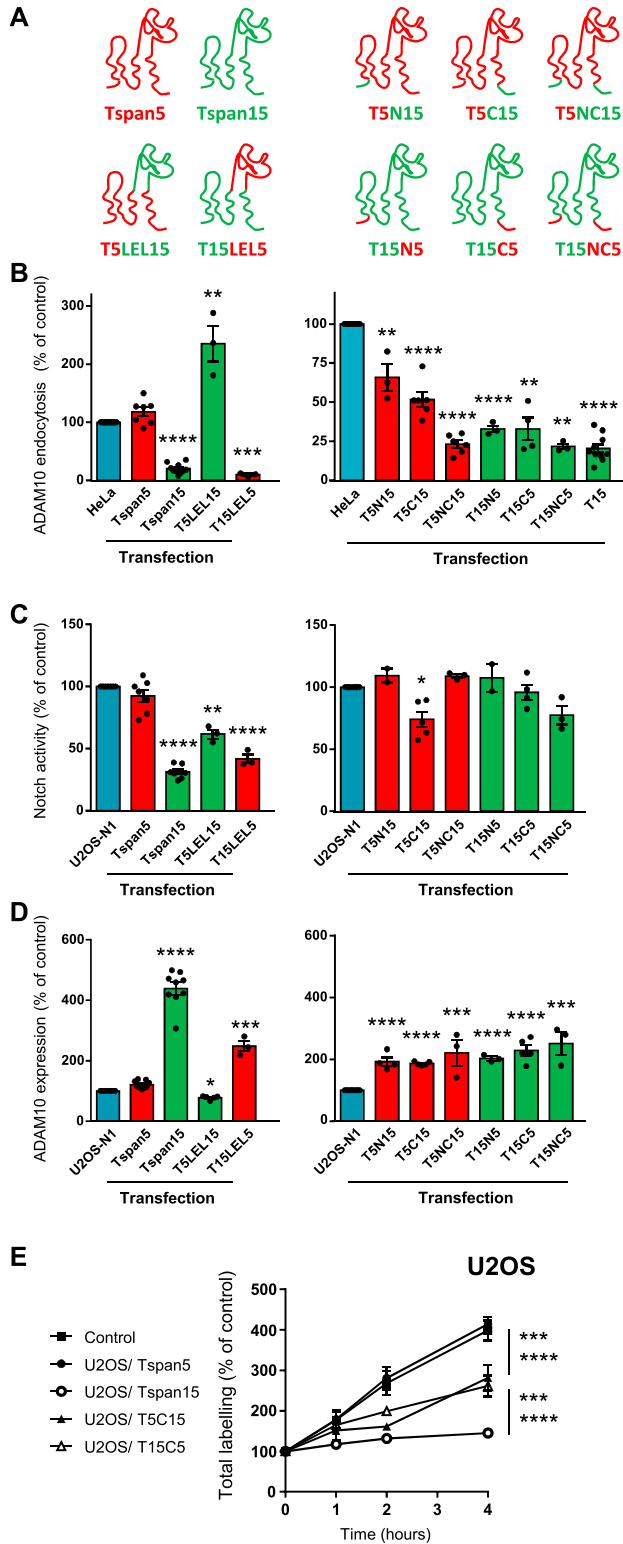 A
Tspan5 Tspan15 T5N15 T5C15 T5NC15
T5LEL15 T15LEL5 T15N5 T15C5 T15NC5
B
ADAM10 endocytosis (% of control)
300
200
100
0
** **** ***
HeLa Tspan5 Tspan15 T5LEL15 T15LEL5
Transfection
100
75
50
25
0
** **** **** **** ** ** ****
HeLa T5N15 T5C15 T5NC15 T15N5 T15C5 T15NC5 T15
Transfection
C
Notch activity (% of control)
150
100
50
0
**** ** ****
U2OS-N1 Tspan5 Tspan15 T5LEL15 T15LEL5
Transfection
150
100
50
0
*
U2OS-N1 T5N15 T5C15 T5NC15 T15N5 T15C5 T15NC5
Transfection
D
ADAM10 expression (% of control)
600
400
200
0
**** * ***
U2OS-N1 Tspan5 Tspan15 T5LEL15 T15LEL5
Transfection
600
400
200
0
**** **** *** **** **** ***
U2OS-N1 T5N15 T5C15 T5NC15 T15N5 T15C5 T15NC5
Transfection
E
U2OS
Control
U2OS/ Tspan5
U2OS/ Tspan15
U2OS/ T5C15
U2OS/ T15C5
Total labelling (% of control)
500
400
300
200
100
0
0 1 2 4
Time (hours)
***
****
***
****